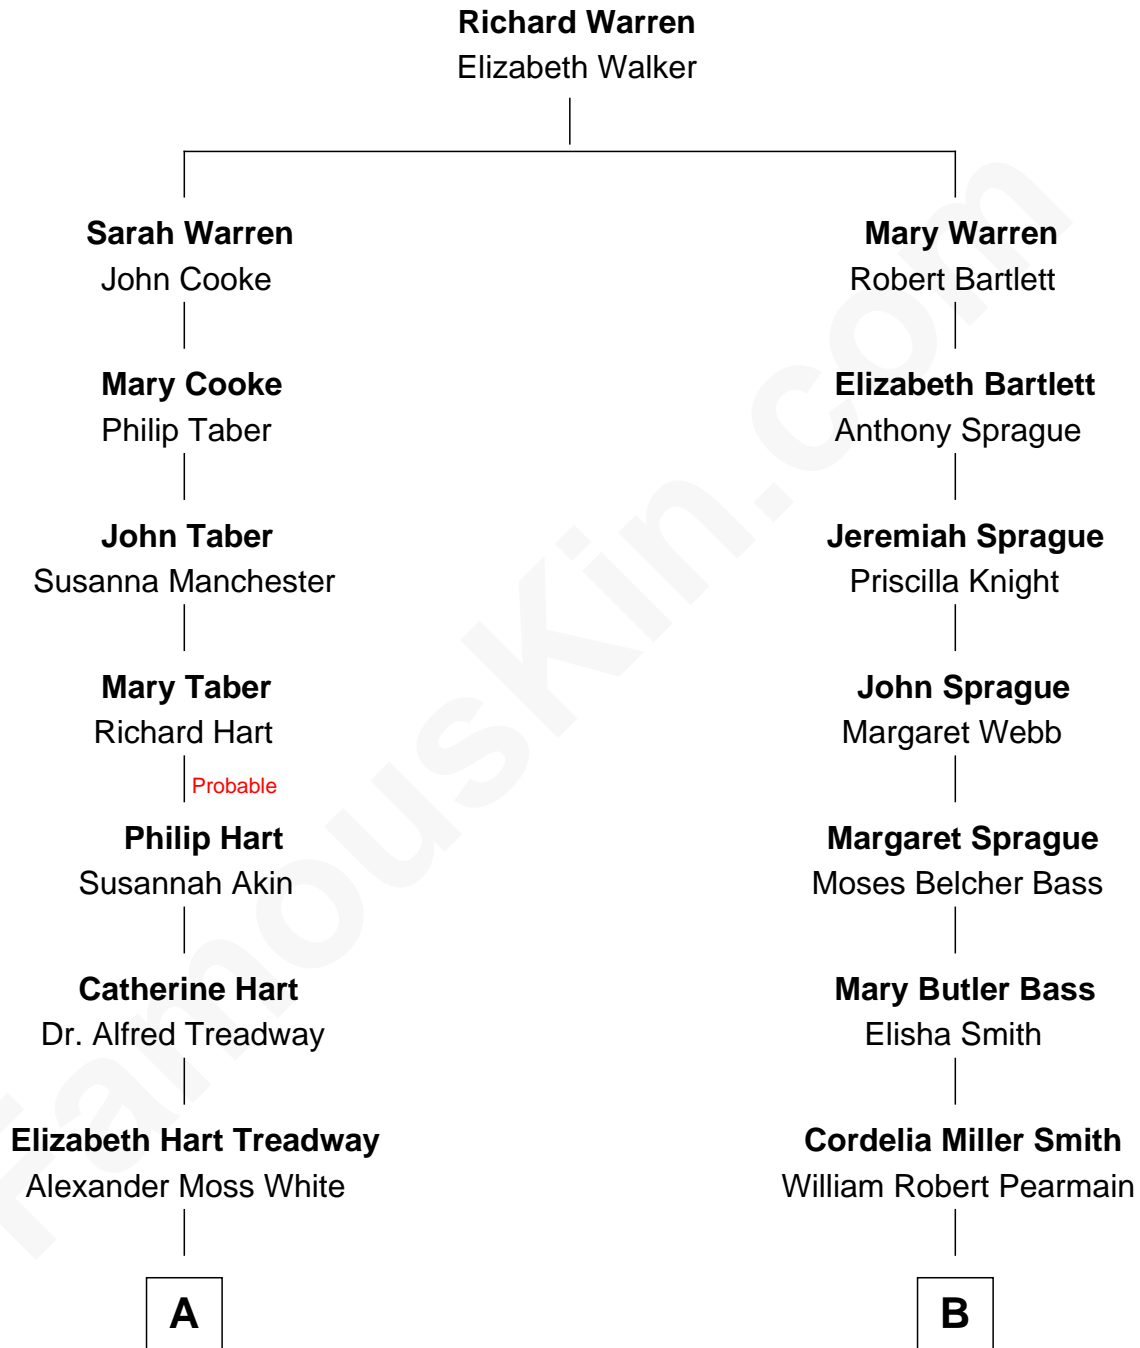 Richard Warren
Elizabeth Walker
Sarah Warren
John Cooke
Mary Cooke
Philip Taber
John Taber
Susanna Manchester
Mary Taber
Richard Hart
Probable
Philip Hart
Susannah Akin
Catherine Hart
Dr. Alfred Treadway
Elizabeth Hart Treadway
Alexander Moss White
A
Mary Warren
Robert Bartlett
Elizabeth Bartlett
Anthony Sprague
Jeremiah Sprague
Priscilla Knight
John Sprague
Margaret Webb
Margaret Sprague
Moses Belcher Bass
Mary Butler Bass
Elisha Smith
Cordelia Miller Smith
William Robert Pearmain
B
FamousKin.com